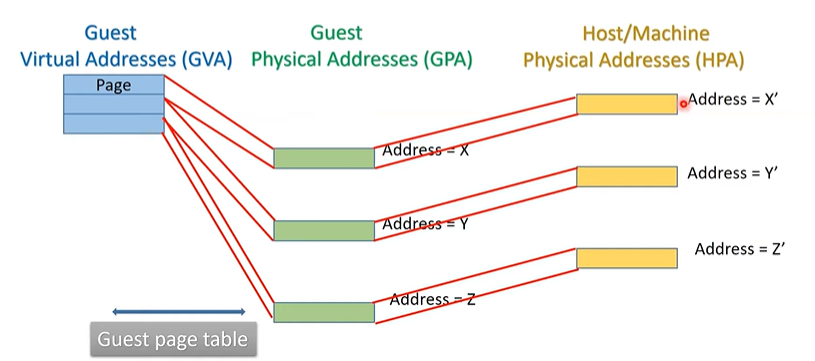 Guest
Virtual Addresses (GVA)
Guest
Physical Addresses (GPA)
Host/Machine
Physical Addresses (HPA)
Page
Address = X
Address = Y
Address = Z
Address = X′
Address = Y′
Address = Z′
Guest page table